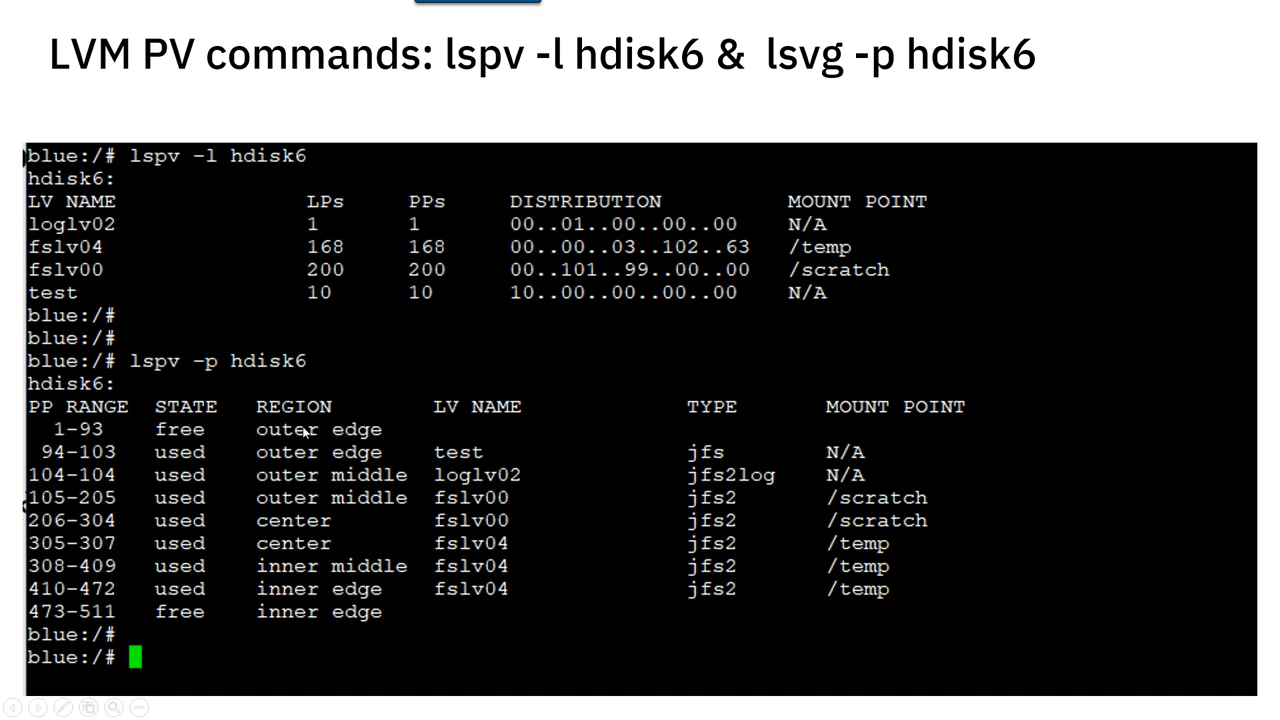 LVM PV commands: lspv -l hdisk6 & lsvg -p hdisk6
blue:/# lspv -l hdisk6
hdisk6:
LV NAME LPs PPs DISTRIBUTION MOUNT POINT
loglv02 1 1 00..01..00..00..00 N/A
fslv04 168 168 00..00..03..102..63 /temp
fslv00 200 200 00..101..99..00..00 /scratch
test 10 10 10..00..00..00..00 N/A
blue:/#
blue:/#
blue:/# lspv -p hdisk6
hdisk6:
PP RANGE STATE REGION LV NAME TYPE MOUNT POINT
1-93 free outer edge
94-103 used outer edge test jfs N/A
104-104 used outer middle loglv02 jfs2log N/A
105-205 used outer middle fslv00 jfs2 /scratch
206-304 used center fslv00 jfs2 /scratch
305-307 used center fslv04 jfs2 /temp
308-409 used inner middle fslv04 jfs2 /temp
410-472 used inner edge fslv04 jfs2 /temp
473-511 free inner edge
blue:/#
blue:/#